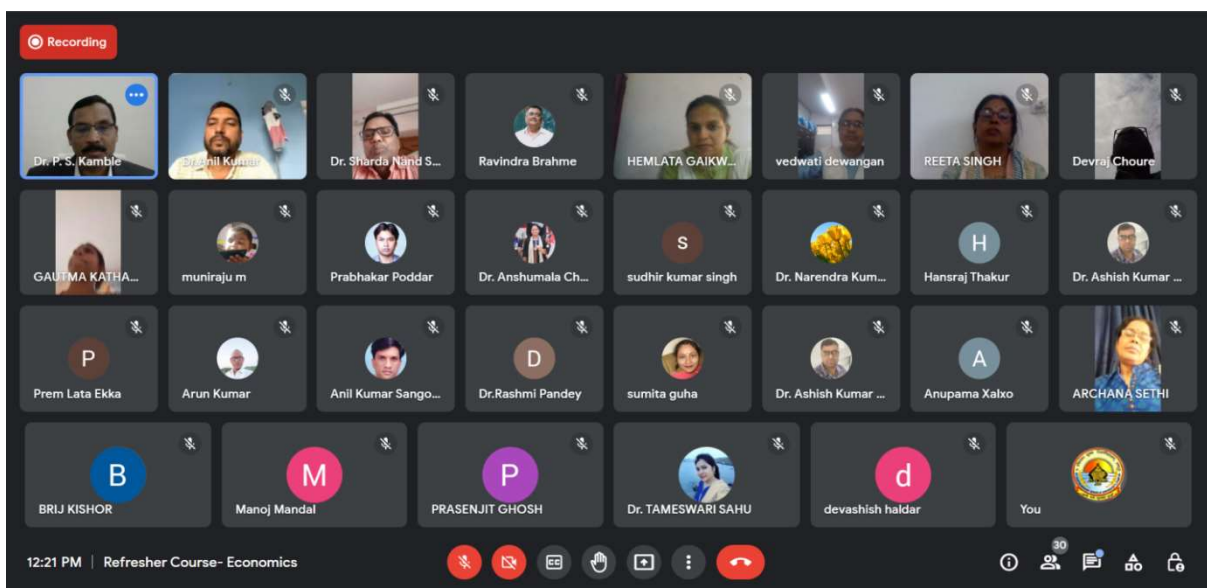 Recording
Dr. P. S. Kamble
Dr. Anil Kumar
Dr. Sharda Nand S...
Ravindra Brahme
HEMLATA GAIKW...
vedwati dewangan
REETA SINGH
Devraj Choure
GAUTMA KATHA...
muniraju m
Prabhakar Poddar
Dr. Anshumala Ch...
S
sudhir kumar singh
Dr. Narendra Kum...
H
Hansraj Thakur
Dr. Ashish Kumar ...
P
Prem Lata Ekka
Arun Kumar
Anil Kumar Sango...
D
Dr.Rashmi Pandey
sumita guha
Dr. Ashish Kumar ...
A
Anupama Xalxo
ARCHANA SETHI
B
BRIJ KISHOR
M
Manoj Mandal
P
PRASENJIT GHOSH
Dr. TAMESWARI SAHU
d
devashish haldar
You
12:21 PM | Refresher Course- Economics
CC
30